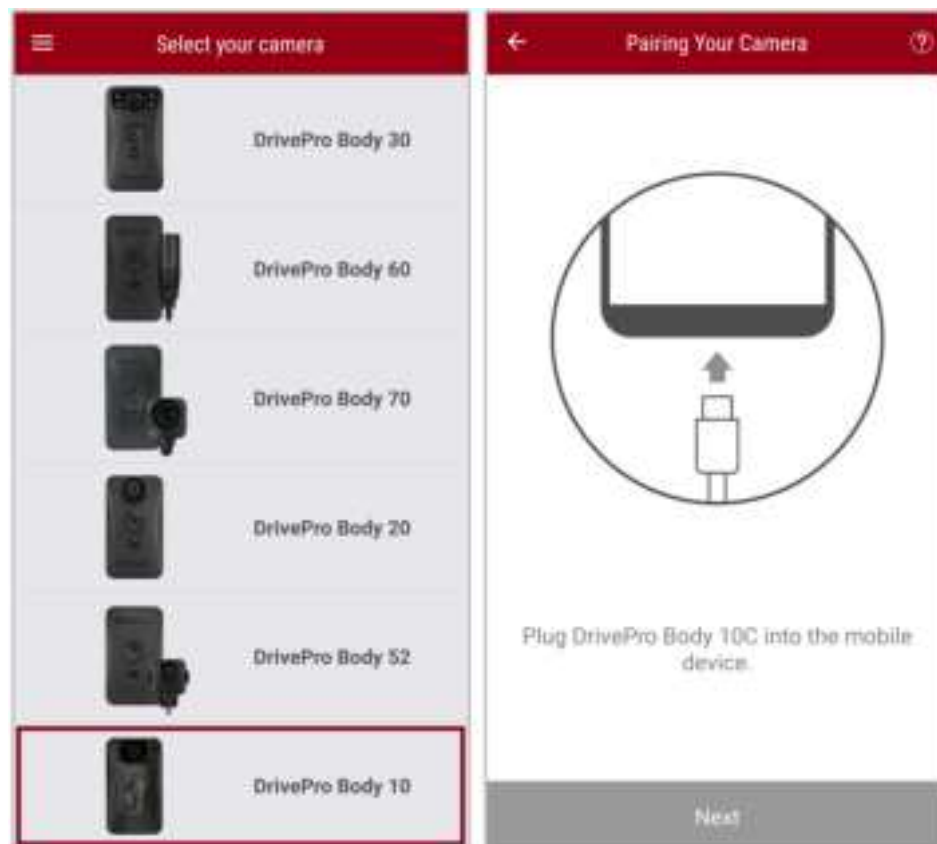 Select your camera
DrivePro Body 30
DrivePro Body 60
DrivePro Body 70
DrivePro Body 20
DrivePro Body 52
DrivePro Body 10
Pairing Your Camera
Plug DrivePro Body 10C into the mobile
device.
Next